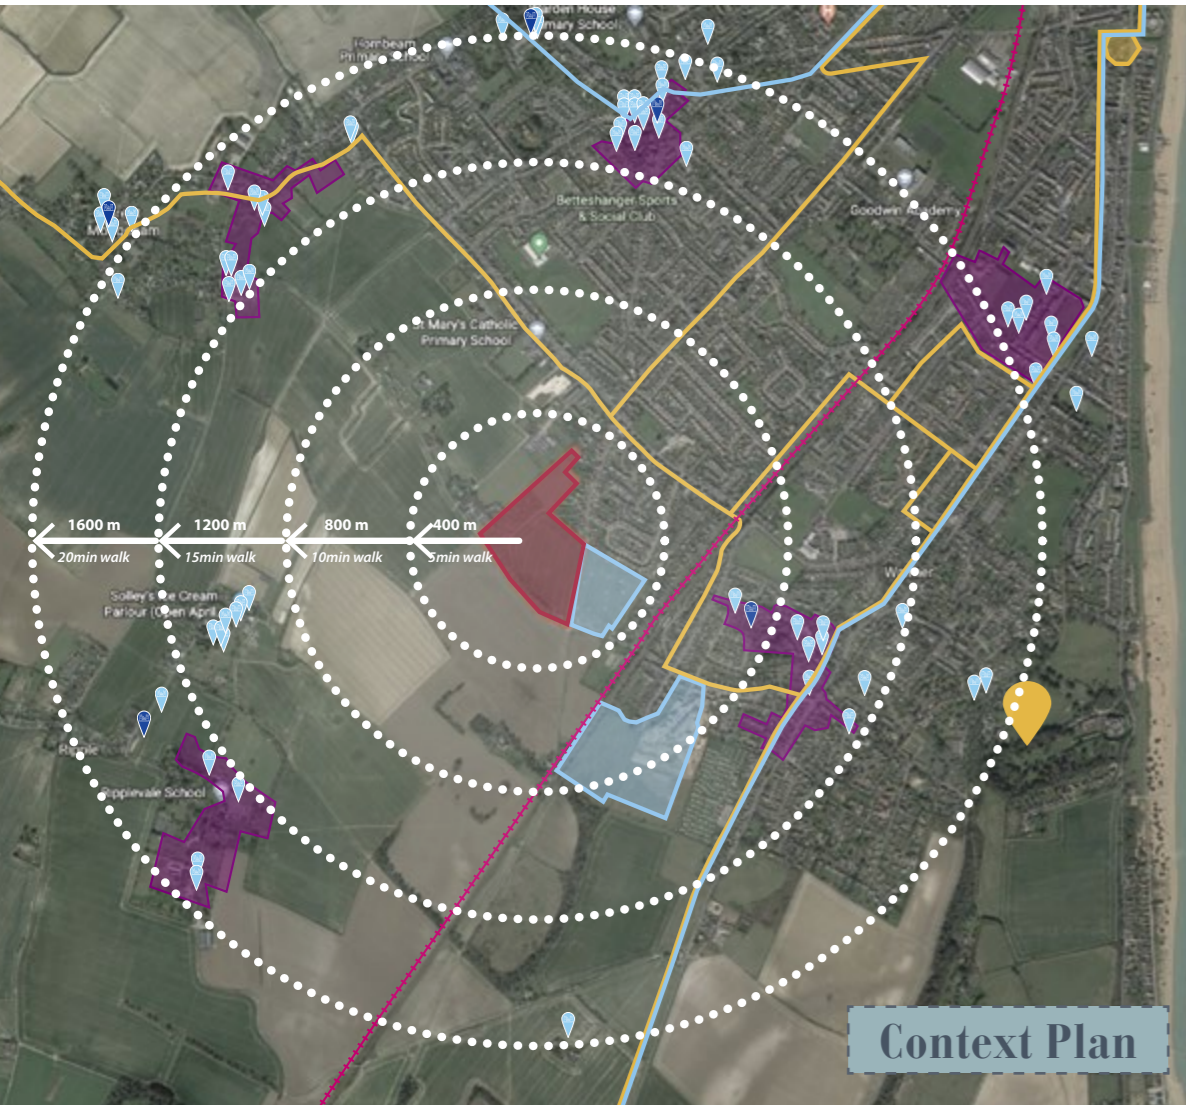 Garden House
Primary School
Hornbeam
Primary School
Betteshanger Sports
& Social Club
Goodwin Academy
St Mary's Catholic
Primary School
1600 m
1200 m
800 m
400 m
20min walk
15min walk
10min walk
5min walk
Solley's Ice Cream
Parlour (Open April
Ripplevale School
Context Plan